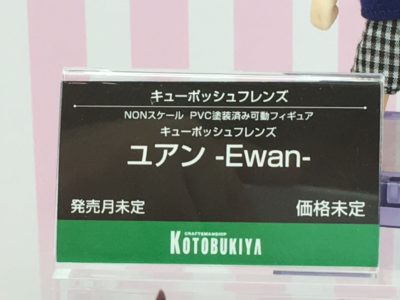 キューポッシュフレンズ
NONスケール PVC塗装済み可動フィギュア
キューポッシュフレンズ
ユアン -Ewan-
発売月未定 価格未定
CRAFTSMANSHIP
KOTOBUKIYA